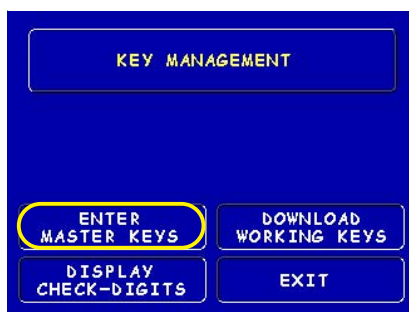 KEY MANAGEMENT
ENTER
MASTER KEYS
DOWNLOAD
WORKING KEYS
DISPLAY
CHECK-DIGITS
EXIT